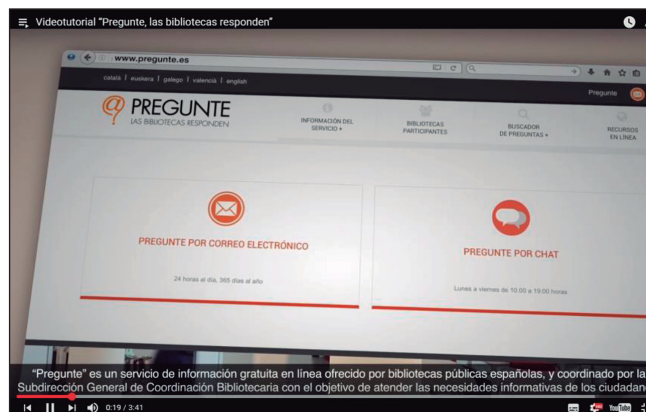 Videotutorial “Pregunte, las bibliotecas responden”
www.pregunte.es
català | euskera | galego | valencià | english
Pregunte
@ PREGUNTE
LAS BIBLIOTECAS RESPONDEN
INFORMACIÓN DEL
SERVICIO +
BIBLIOTECAS
PARTICIPANTES
BUSCADOR
DE PREGUNTAS +
RECURSOS
EN LÍNEA
PREGUNTE POR CORREO ELECTRÓNICO
24 horas al día, 365 días al año
PREGUNTE POR CHAT
Lunes a viernes de 10:00 a 19:00 horas
“Pregunte” es un servicio de información gratuita en línea ofrecido por bibliotecas públicas españolas, y coordinado por la
Subdirección General de Coordinación Bibliotecaria con el objetivo de atender las necesidades informativas de los ciudadano
0:19 / 3:41
YouTube